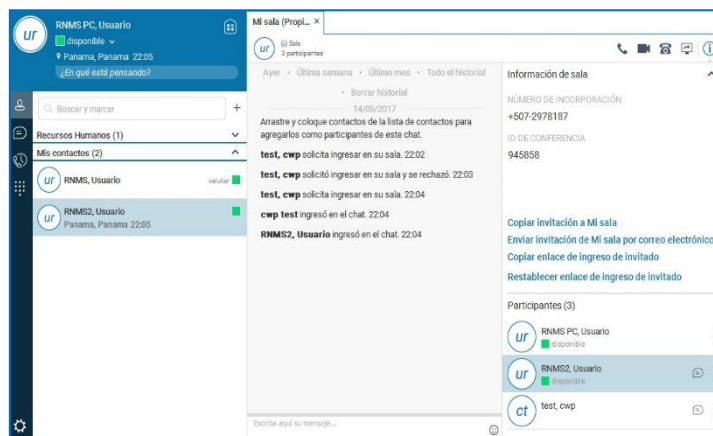 ur
RNMS PC, Usuario
disponible
Panama, Panama 22:05
¿En qué está pensando?
Buscar y marcar
+
Recursos Humanos (1)
Mis contactos (2)
ur
RNMS, Usuario
celular
ur
RNMS2, Usuario
Panama, Panama 22:05
Mi sala (Propi... ×
ur
Sala
3 participantes
Ayer • Última semana • Último mes • Todo el historial
• Borrar historial
14/05/2017
Arrastre y coloque contactos de la lista de contactos para
agregarlos como participantes de este chat.
test, cwp solicita ingresar en su sala. 22:02
test, cwp solicitó ingresar en su sala y se rechazó. 22:03
test, cwp solicita ingresar en su sala. 22:04
cwp test ingresó en el chat. 22:04
RNMS2, Usuario ingresó en el chat. 22:04
Escriba aquí su mensaje...
Información de sala
NÚMERO DE INCORPORACIÓN
+507-2978187
ID DE CONFERENCIA
945858
Copiar invitación a Mi sala
Enviar invitación de Mi sala por correo electrónico
Copiar enlace de ingreso de invitado
Restablecer enlace de ingreso de invitado
Participantes (3)
ur
RNMS PC, Usuario
disponible
ur
RNMS2, Usuario
disponible
ct
test, cwp